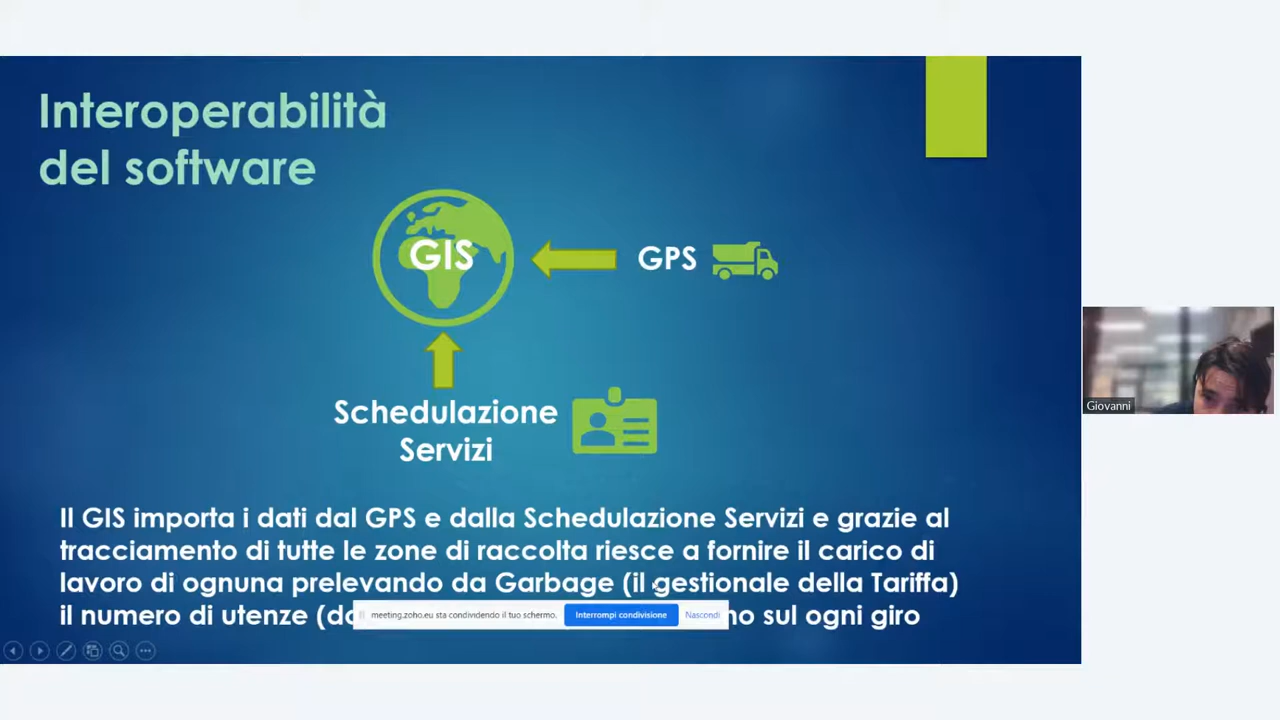 Interoperabilità
del software
GIS
GPS
Schedulazione
Servizi
Il GIS importa i dati dal GPS e dalla Schedulazione Servizi e grazie al
tracciamento di tutte le zone di raccolta riesce a fornire il carico di
lavoro di ognuna prelevando da Garbage (il gestionale della Tariffa)
il numero di utenze sul ogni giro
meeting.zoho.eu sta condividendo il tuo schermo. Interrompi condivisione Nascondi
Giovanni